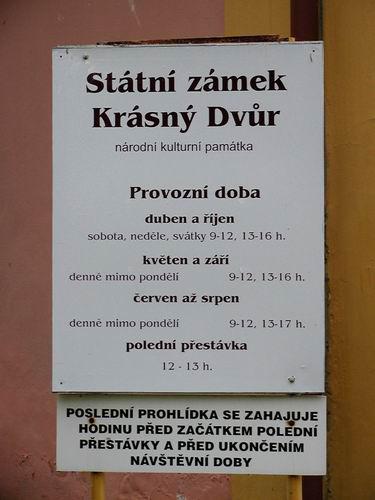 Státní zámek
Krásný Dvůr
národní kulturní památka
Provozní doba
duben a říjen
sobota, neděle, svátky 9-12, 13-16 h.
květen a září
denně mimo pondělí 9-12, 13-16 h.
červen až srpen
denně mimo pondělí 9-12, 13-17 h.
polední přestávka
12 - 13 h.
POSLEDNÍ PROHLÍDKA SE ZAHAJUJE
HODINU PŘED ZAČÁTKEM POLEDNÍ
PŘESTÁVKY A PŘED UKONČENÍM
NÁVŠTĚVNÍ DOBY